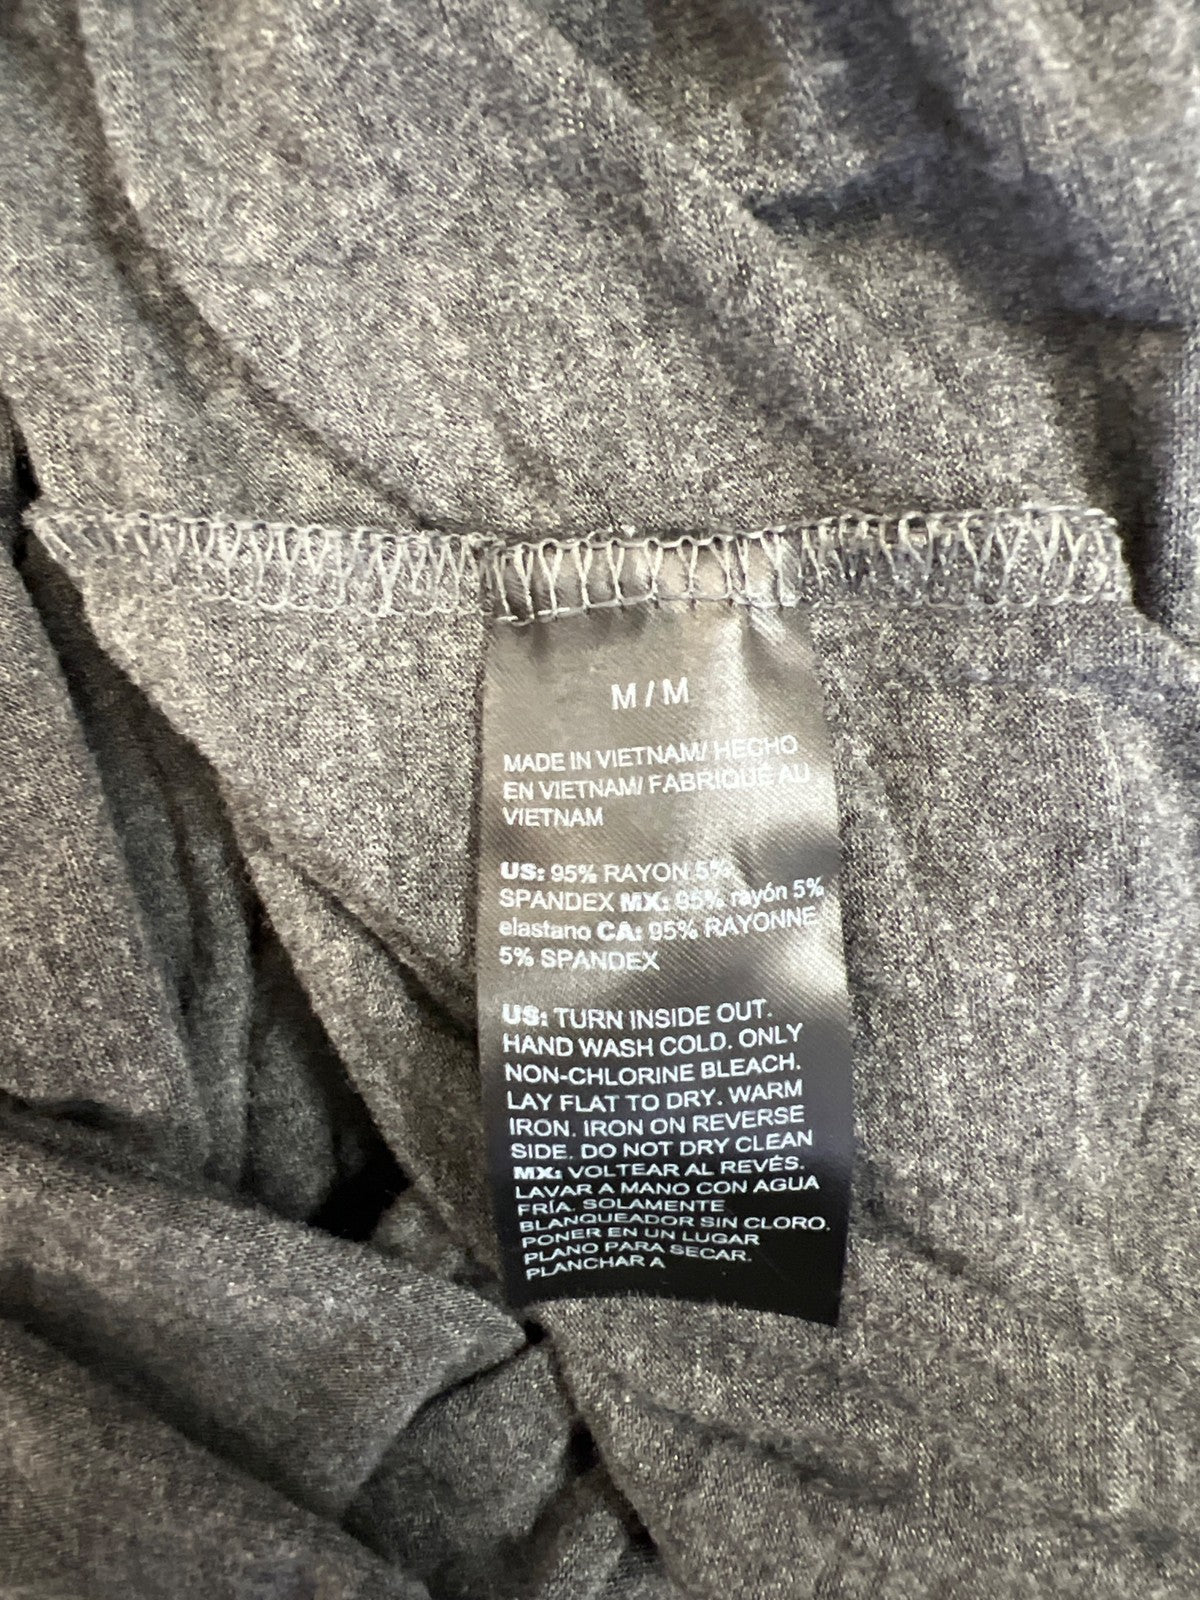 M / M
MADE IN VIETNAM/ HECHO
EN VIETNAM/ FABRIQUÉ AU
VIETNAM
US: 95% RAYON 5%
SPANDEX MX: 95% rayón 5%
elastano CA: 95% RAYONNE
5% SPANDEX
US: TURN INSIDE OUT.
HAND WASH COLD. ONLY
NON-CHLORINE BLEACH.
LAY FLAT TO DRY. WARM
IRON. IRON ON REVERSE
SIDE. DO NOT DRY CLEAN
MX: VOLTEAR AL REVÉS.
LAVAR A MANO CON AGUA
FRÍA. SOLAMENTE
BLANQUEADOR SIN CLORO.
PONER EN UN LUGAR
PLANO PARA SECAR.
PLANCHAR A